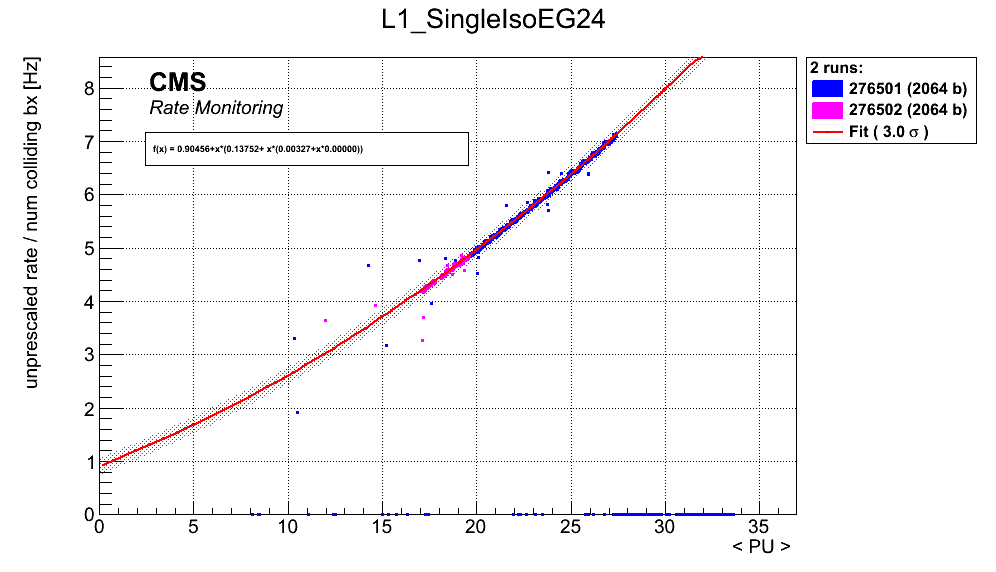 L1_SingleIsoEG24
unprescaled rate / num colliding bx [Hz]
CMS
Rate Monitoring
f(x) = 0.90456+x*(0.13752+ x*(0.00327+x*0.00000))
2 runs:
276501 (2064 b)
276502 (2064 b)
Fit ( 3.0 σ )
8
7
6
5
4
3
2
1
0
0 5 10 15 20 25 30 35
< PU >